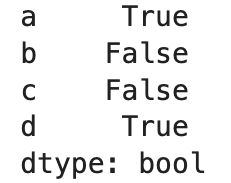 a     True
b    False
c    False
d     True
dtype: bool